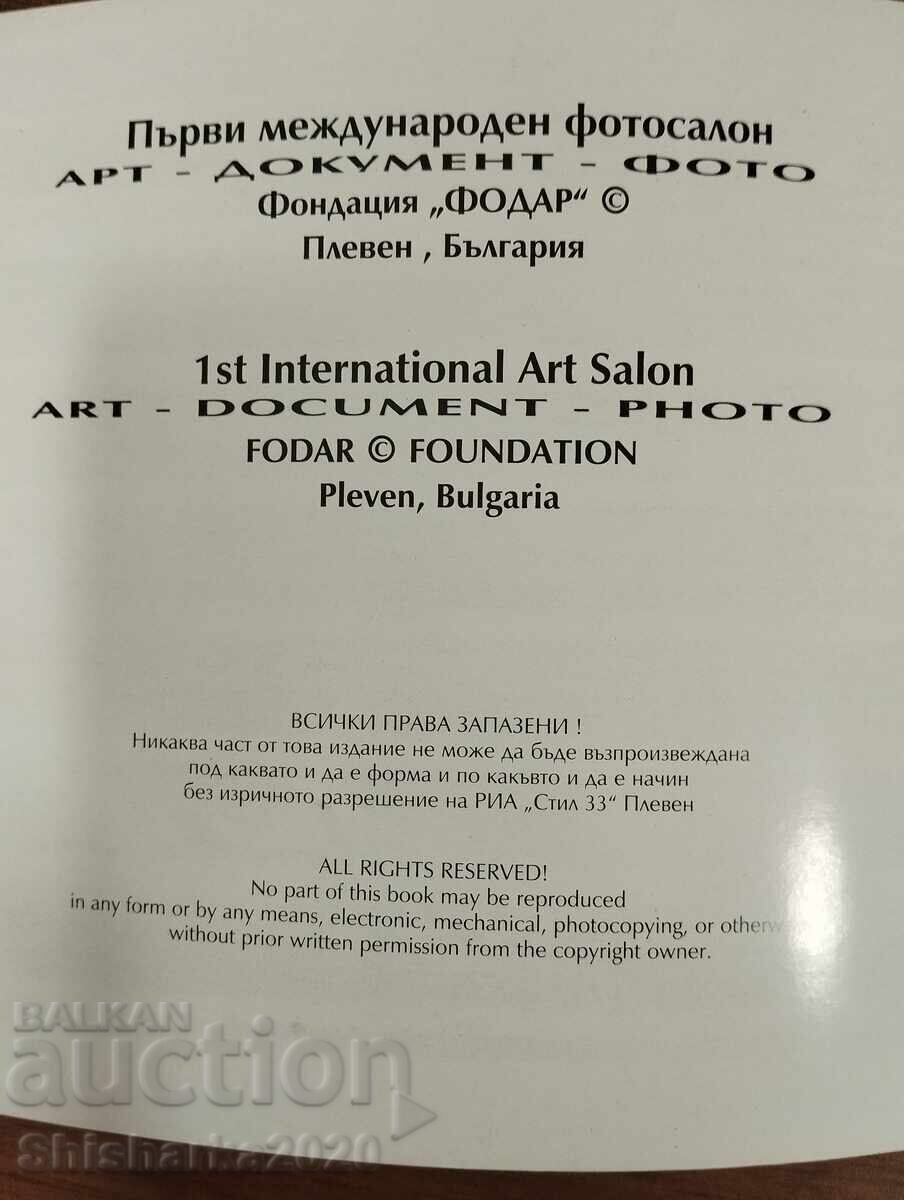 Първи международен фотосалон
АРТ - ДОКУМЕНТ - ФОТО
Фондация „ФОДАР“ ©
Плевен , България
1st International Art Salon
ART - DOCUMENT - PHOTO
FODAR © FOUNDATION
Pleven, Bulgaria
ВСИЧКИ ПРАВА ЗАПАЗЕНИ !
Никаква част от това издание не може да бъде възпроизвеждана
под каквато и да е форма и по какъвто и да е начин
без изричното разрешение на РИА „Стил 33“ Плевен
ALL RIGHTS RESERVED!
No part of this book may be reproduced
in any form or by any means, electronic, mechanical, photocopying, or
without prior written permission from the copyright owner.
BALKAN
auction
Shisharka2020